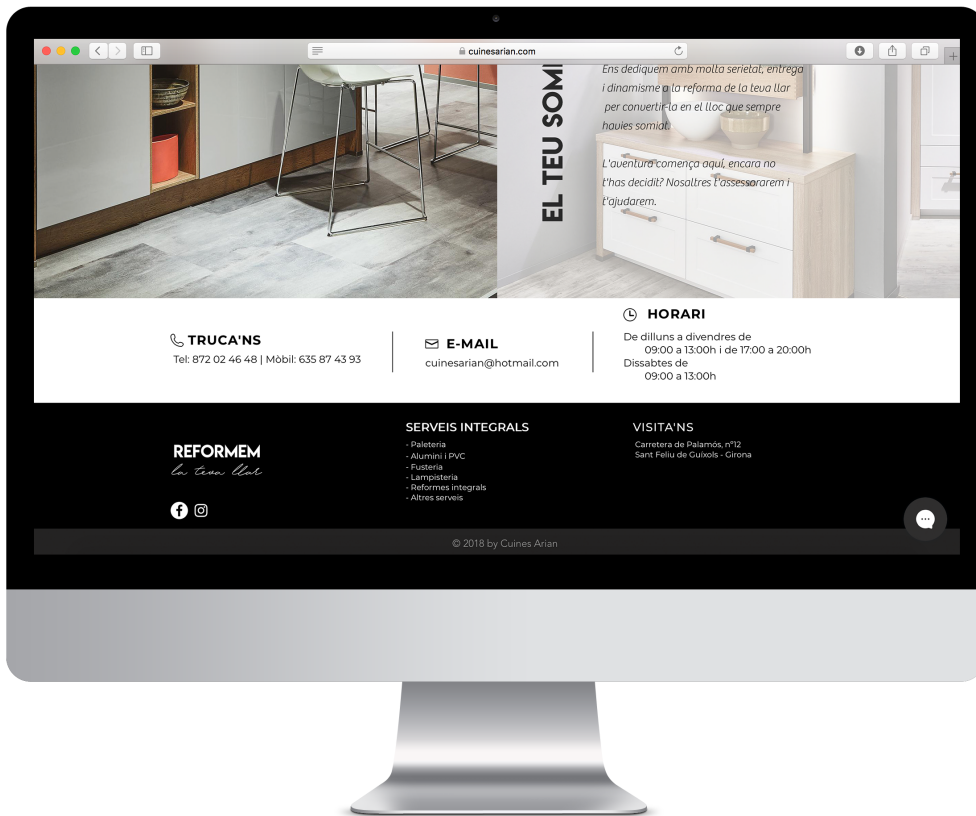 cuinesarian.com
EL TEU SOMI
Ens dediquem amb molta serietat, entrega
i dinamisme a la reforma de la teva llar
per convertir-la en el lloc que sempre
havies somiat.
L'aventura comença aquí, encara no
t'has decidit? Nosaltres t'assessorarem i
t'ajudarem.
TRUCA'NS
Tel: 872 02 46 48 | Mòbil: 635 87 43 93
E-MAIL
cuinesarian@hotmail.com
HORARI
De dilluns a divendres de
09:00 a 13:00h i de 17:00 a 20:00h
Dissabtes de
09:00 a 13:00h
REFORMEM
la teva llar
SERVEIS INTEGRALS
- Paleteria
- Alumini i PVC
- Fusteria
- Lampisteria
- Reformes integrals
- Altres serveis
VISITA'NS
Carretera de Palamós, nº12
Sant Feliu de Guíxols - Girona
© 2018 by Cuines Arian